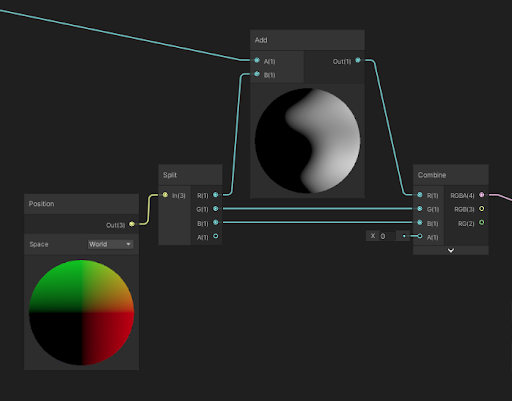 Add
A(1) Out(1)
B(1)
Split
In(3) R(1)
G(1)
B(1)
A(1)
Combine
R(1) RGBA(4)
G(1) RGB(3)
B(1) RG(2)
X 0 A(1)
Position
Out(3)
Space World